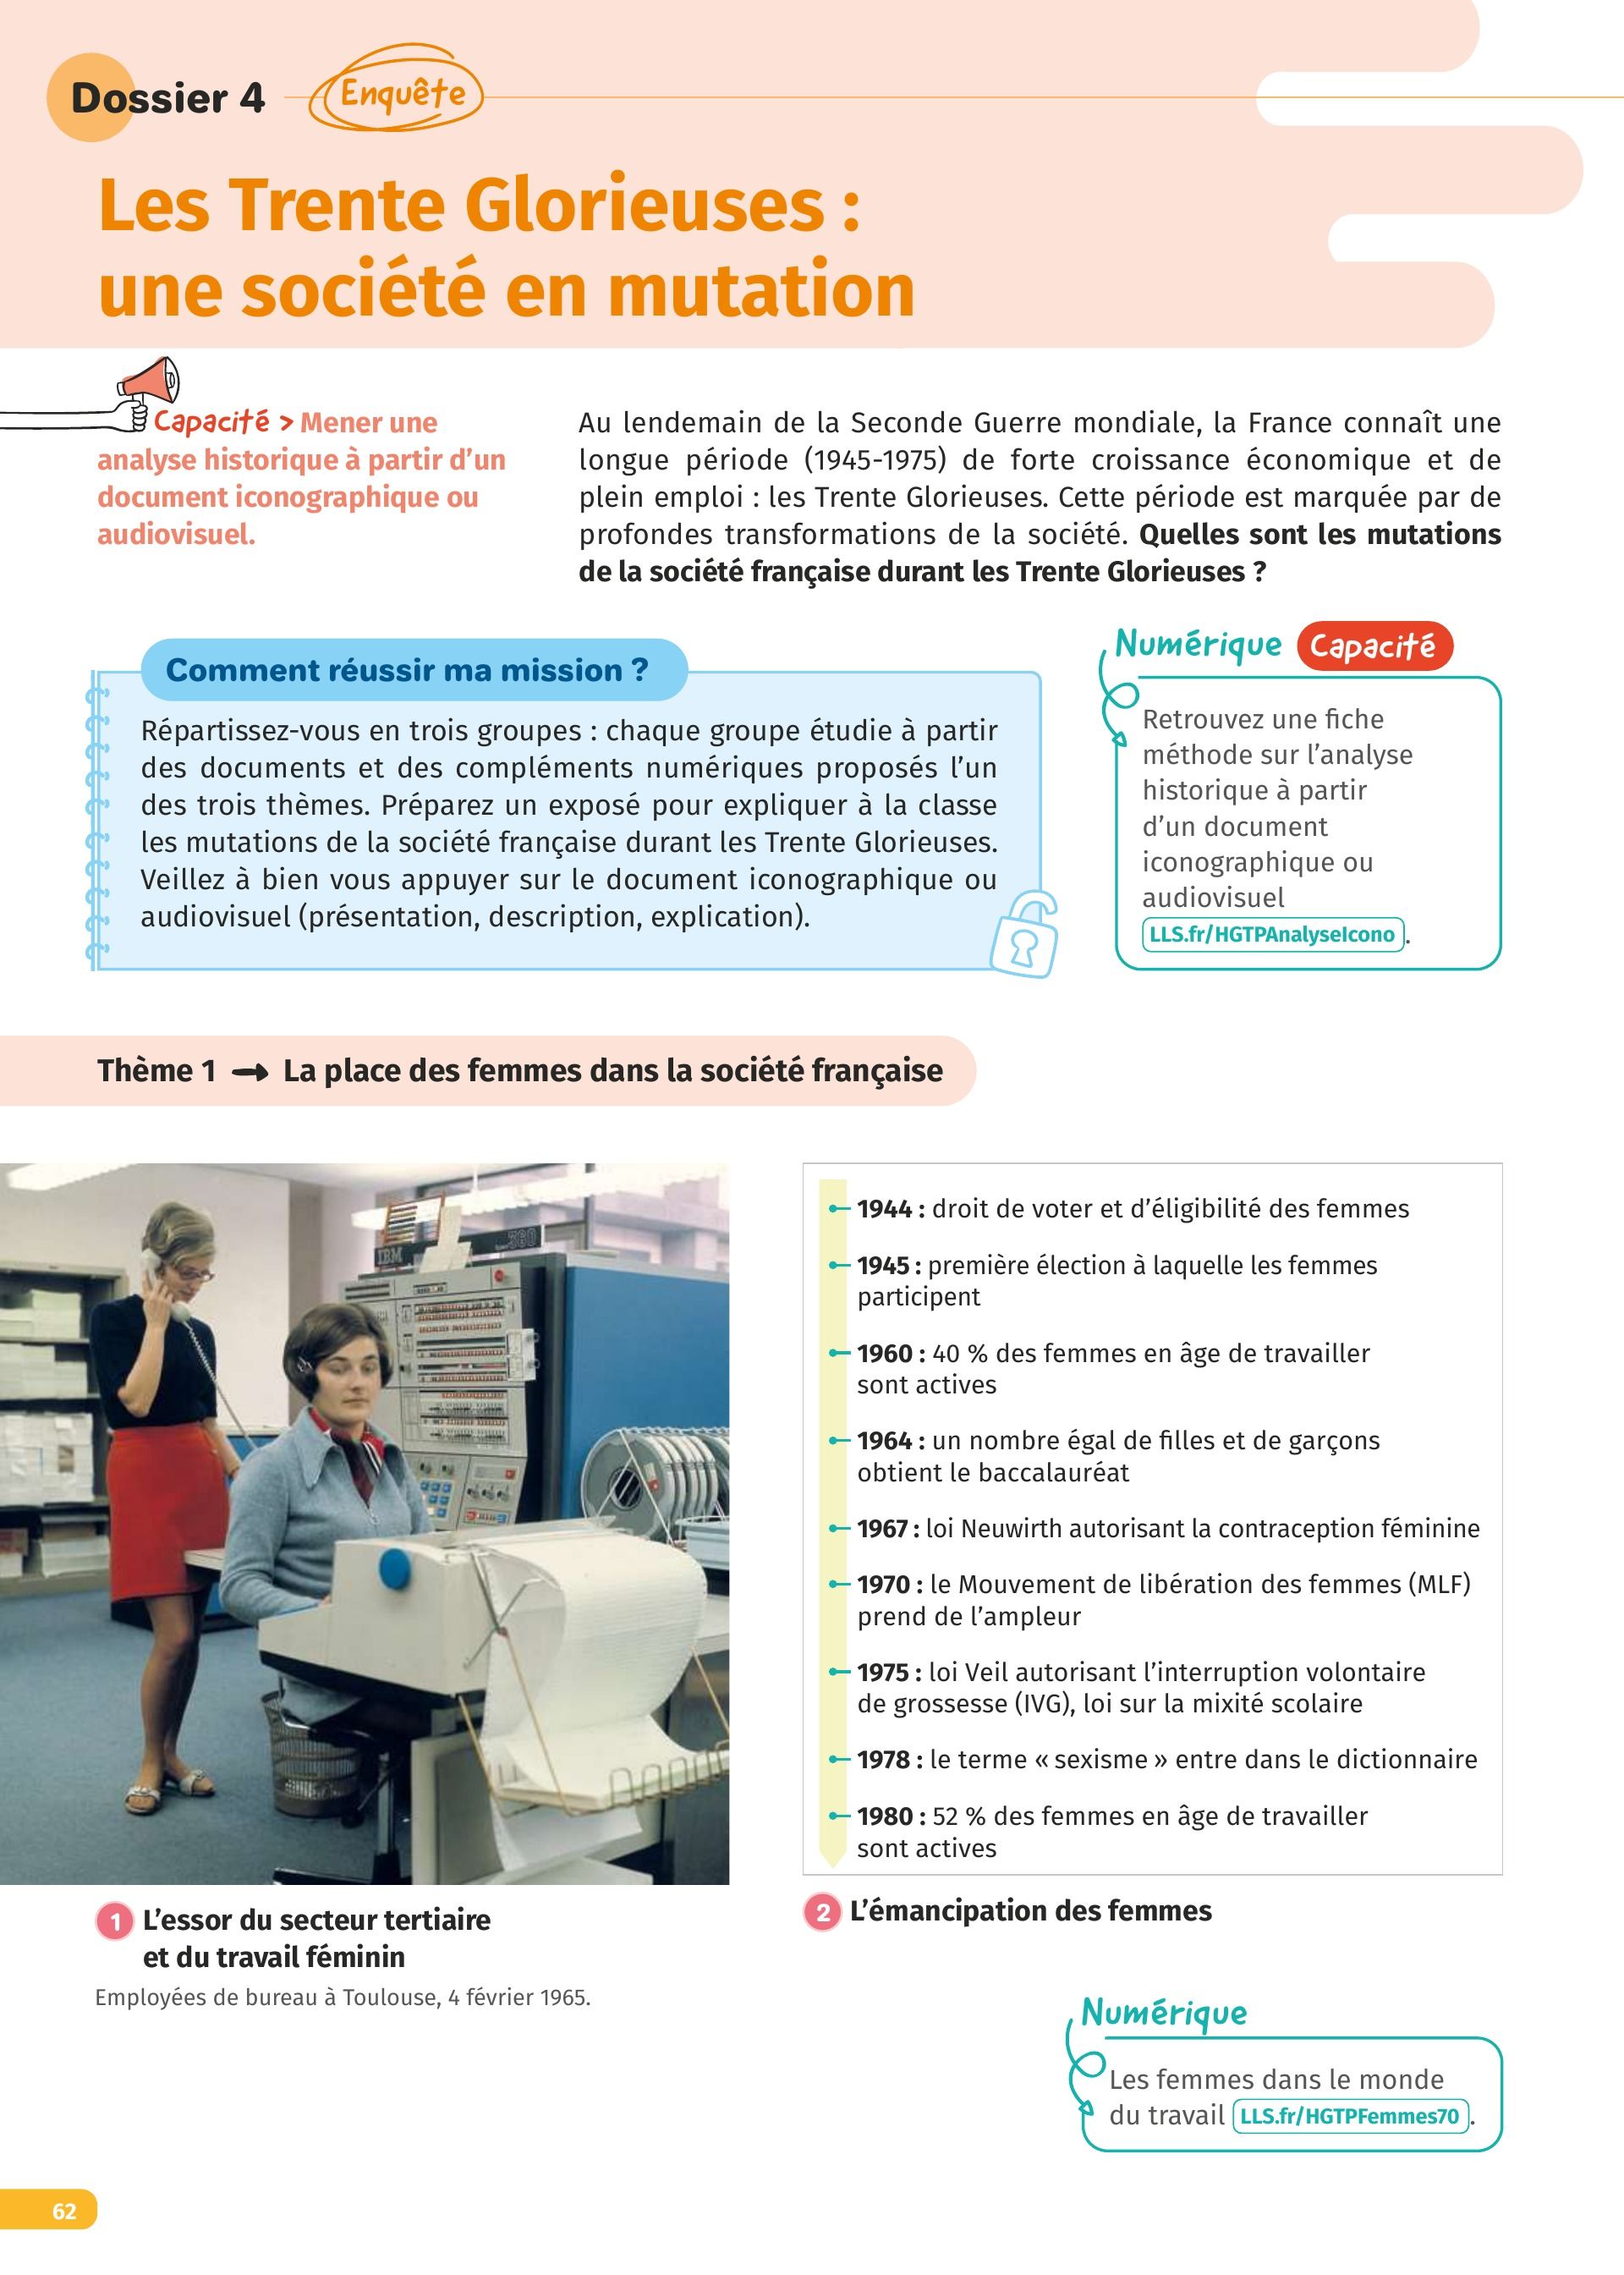 Dossier 4
Enquête
Les Trente Glorieuses :
une société en mutation
Capacité > Mener une
analyse historique à partir d’un
document iconographique ou
audiovisuel.
Au lendemain de la Seconde Guerre mondiale, la France connaît une
longue période (1945-1975) de forte croissance économique et de
plein emploi : les Trente Glorieuses. Cette période est marquée par de
profondes transformations de la société. Quelles sont les mutations
de la société française durant les Trente Glorieuses ?
Comment réussir ma mission ?
Répartissez-vous en trois groupes : chaque groupe étudie à partir
des documents et des compléments numériques proposés l’un
des trois thèmes. Préparez un exposé pour expliquer à la classe
les mutations de la société française durant les Trente Glorieuses.
Veillez à bien vous appuyer sur le document iconographique ou
audiovisuel (présentation, description, explication).
Numérique Capacité
Retrouvez une fiche
méthode sur l’analyse
historique à partir
d’un document
iconographique ou
audiovisuel
LLS.fr/HGTPAnalyseIcono.
Thème 1 → La place des femmes dans la société française
IBM
360
1944 : droit de voter et d’éligibilité des femmes
1945 : première élection à laquelle les femmes
participent
1960 : 40 % des femmes en âge de travailler
sont actives
1964 : un nombre égal de filles et de garçons
obtient le baccalauréat
1967 : loi Neuwirth autorisant la contraception féminine
1970 : le Mouvement de libération des femmes (MLF)
prend de l’ampleur
1975 : loi Veil autorisant l’interruption volontaire
de grossesse (IVG), loi sur la mixité scolaire
1978 : le terme « sexisme » entre dans le dictionnaire
1980 : 52 % des femmes en âge de travailler
sont actives
1 L’essor du secteur tertiaire
et du travail féminin
Employées de bureau à Toulouse, 4 février 1965.
2 L’émancipation des femmes
Numérique
Les femmes dans le monde
du travail LLS.fr/HGTPFemmes70.
62